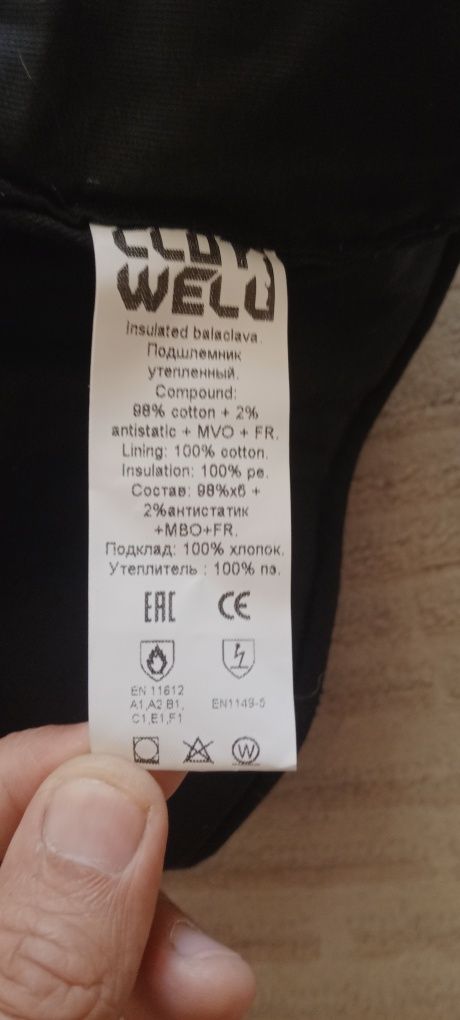 WELD
Insulated balaclava.
Подшлемник
утепленный.
Compound:
98% cotton + 2%
antistatic + MVO + FR.
Lining: 100% cotton.
Insulation: 100% pe.
Состав: 98%хб +
2%антистатик
+МВО+FR.
Подклад: 100% хлопок.
Утеплитель : 100% пэ.
EAC CE
EN 11612
A1,A2 B1,
C1,E1,F1
EN1149-5
W